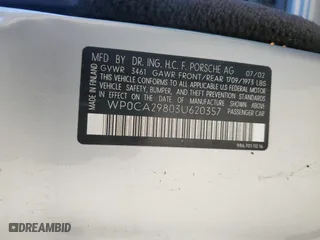 MFD BY DR. ING. H.C. F. PORSCHE AG 07/02
GVWR 3461 GAWR FRONT/REAR 1709/1971 LBS
THIS VEHICLE CONFORMS TO ALL APPLICABLE FEDERAL MOTOR
VEHICLE SAFETY, BUMPER, AND THEFT PREVENTION STANDARDS
IN EFFECT ON THE DATE OF MANUFACTURE SHOWN ABOVE.
WP0CA29803U620357 PASSENGER CAR
MADE IN FINLAND
DREAMBID